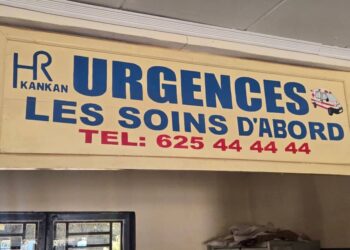 HR
KANKAN
URGENCES
LES SOINS D'ABORD
TEL: 625 44 44 44